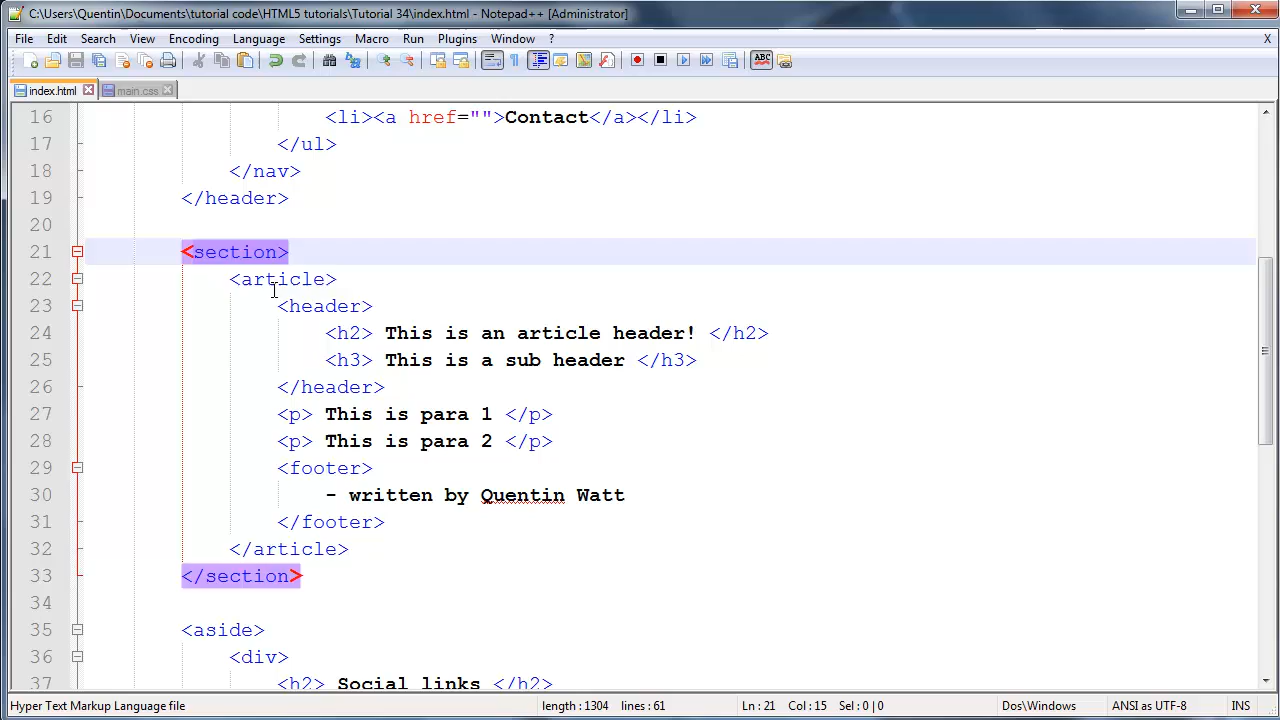 C:\Users\Quentin\Documents\tutorial code\HTML5 tutorials\Tutorial 34\index.html - Notepad++ [Administrator]
File Edit Search View Encoding Language Settings Macro Run Plugins Window ? X
index.html main.css
16 <li><a href="">Contact</a></li>
17 </ul>
18 </nav>
19 </header>
20
21 <section>
22 <article>
23 <header>
24 <h2> This is an article header! </h2>
25 <h3> This is a sub header </h3>
26 </header>
27 <p> This is para 1 </p>
28 <p> This is para 2 </p>
29 <footer>
30 - written by Quentin Watt
31 </footer>
32 </article>
33 </section>
34
35 <aside>
36 <div>
37 <h2> Social links </h2>
Hyper Text Markup Language file length : 1304 lines : 61 Ln : 21 Col : 15 Sel : 0 | 0 Dos\Windows ANSI as UTF-8 INS